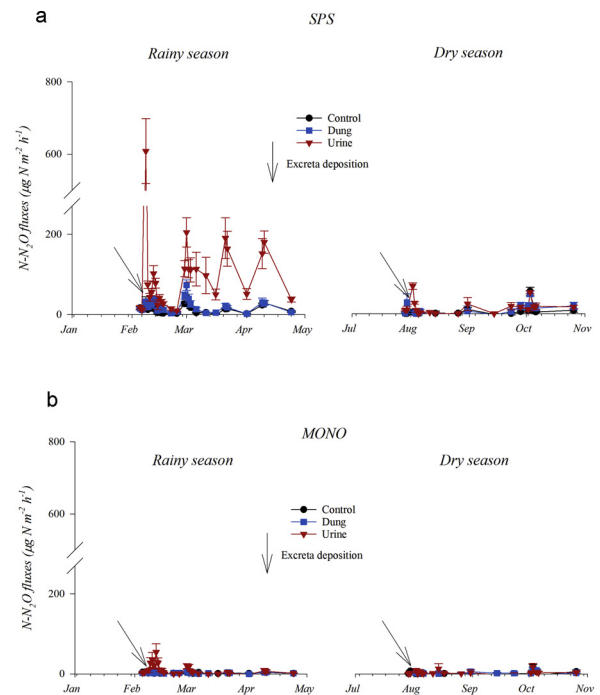 a
SPS
Rainy season
Dry season
800
600
200
0
N-N₂O fluxes (µg N m⁻² h⁻¹)
Control
Dung
Urine
Excreta deposition
Jan Feb Mar Apr May
Jul Aug Sep Oct Nov
b
MONO
Rainy season
Dry season
800
600
200
0
N-N₂O fluxes (µg N m⁻² h⁻¹)
Control
Dung
Urine
Excreta deposition
Jan Feb Mar Apr May
Jul Aug Sep Oct Nov